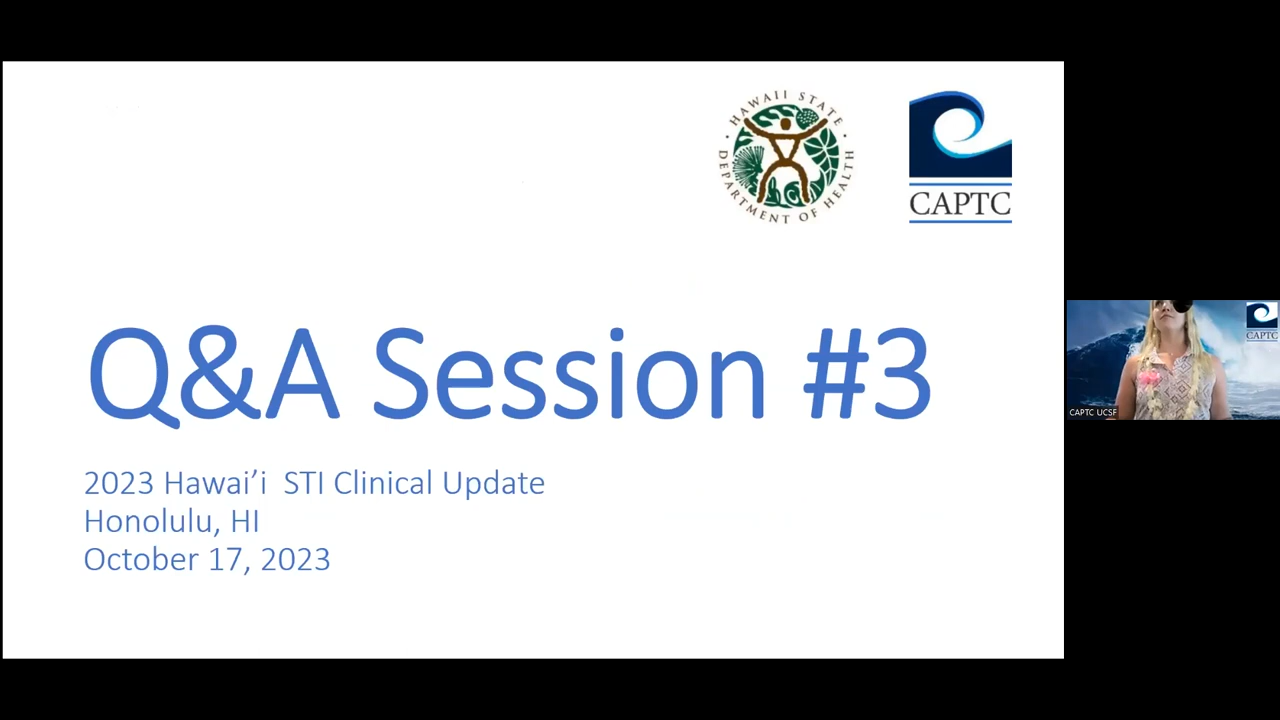 HAWAII STATE
DEPARTMENT OF HEALTH
CAPTC
Q&A Session #3
2023 Hawai’i  STI Clinical Update
Honolulu, HI
October 17, 2023
CAPTC
CAPTC UCSF